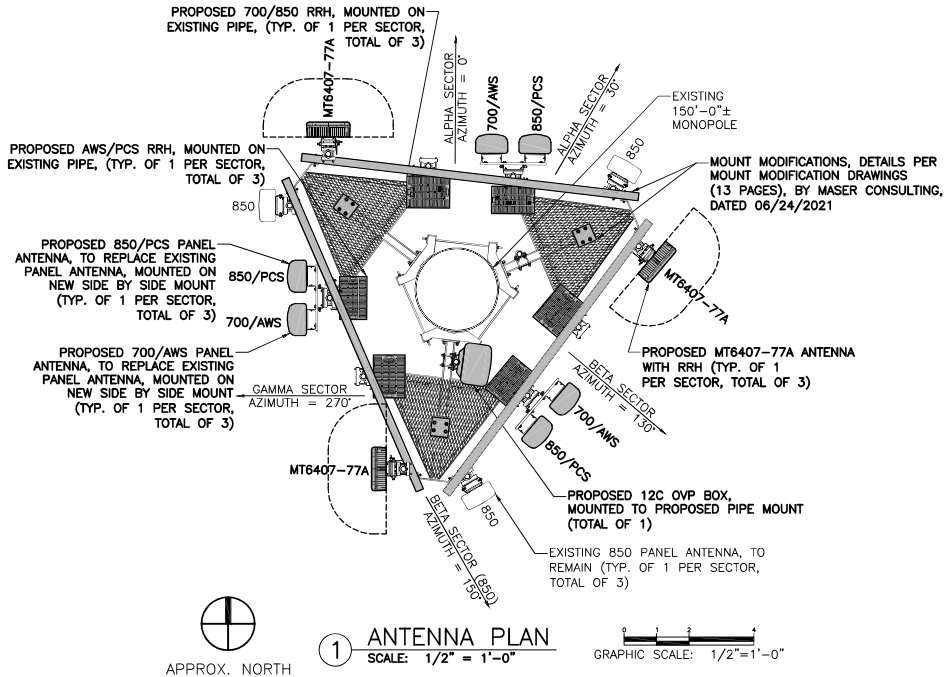 PROPOSED 700/850 RRH, MOUNTED ON
EXISTING PIPE, (TYP. OF 1 PER SECTOR,
TOTAL OF 3)
MT6407-77A
ALPHA SECTOR
AZIMUTH = 0°
700/AWS
850/PCS
ALPHA SECTOR
AZIMUTH = 30°
EXISTING
150'-0"±
MONOPOLE
850
PROPOSED AWS/PCS RRH, MOUNTED ON
EXISTING PIPE, (TYP. OF 1 PER SECTOR,
TOTAL OF 3)
850
MOUNT MODIFICATIONS, DETAILS PER
MOUNT MODIFICATION DRAWINGS
(13 PAGES), BY MASER CONSULTING,
DATED 06/24/2021
PROPOSED 850/PCS PANEL
ANTENNA, TO REPLACE EXISTING
PANEL ANTENNA, MOUNTED ON
NEW SIDE BY SIDE MOUNT
(TYP. OF 1 PER SECTOR,
TOTAL OF 3)
850/PCS
700/AWS
MT6407-77A
PROPOSED 700/AWS PANEL
ANTENNA, TO REPLACE EXISTING
PANEL ANTENNA, MOUNTED ON
NEW SIDE BY SIDE MOUNT
(TYP. OF 1 PER SECTOR,
TOTAL OF 3)
GAMMA SECTOR
AZIMUTH = 270°
PROPOSED MT6407-77A ANTENNA
WITH RRH (TYP. OF 1
PER SECTOR, TOTAL OF 3)
BETA SECTOR
AZIMUTH = 130°
700/AWS
850/PCS
MT6407-77A
PROPOSED 12C OVP BOX,
MOUNTED TO PROPOSED PIPE MOUNT
(TOTAL OF 1)
850
BETA SECTOR (850)
AZIMUTH = 150°
EXISTING 850 PANEL ANTENNA, TO
REMAIN (TYP. OF 1 PER SECTOR,
TOTAL OF 3)
APPROX. NORTH
1
ANTENNA PLAN
SCALE: 1/2" = 1'-0"
0 1 2 4
GRAPHIC SCALE: 1/2"=1'-0"